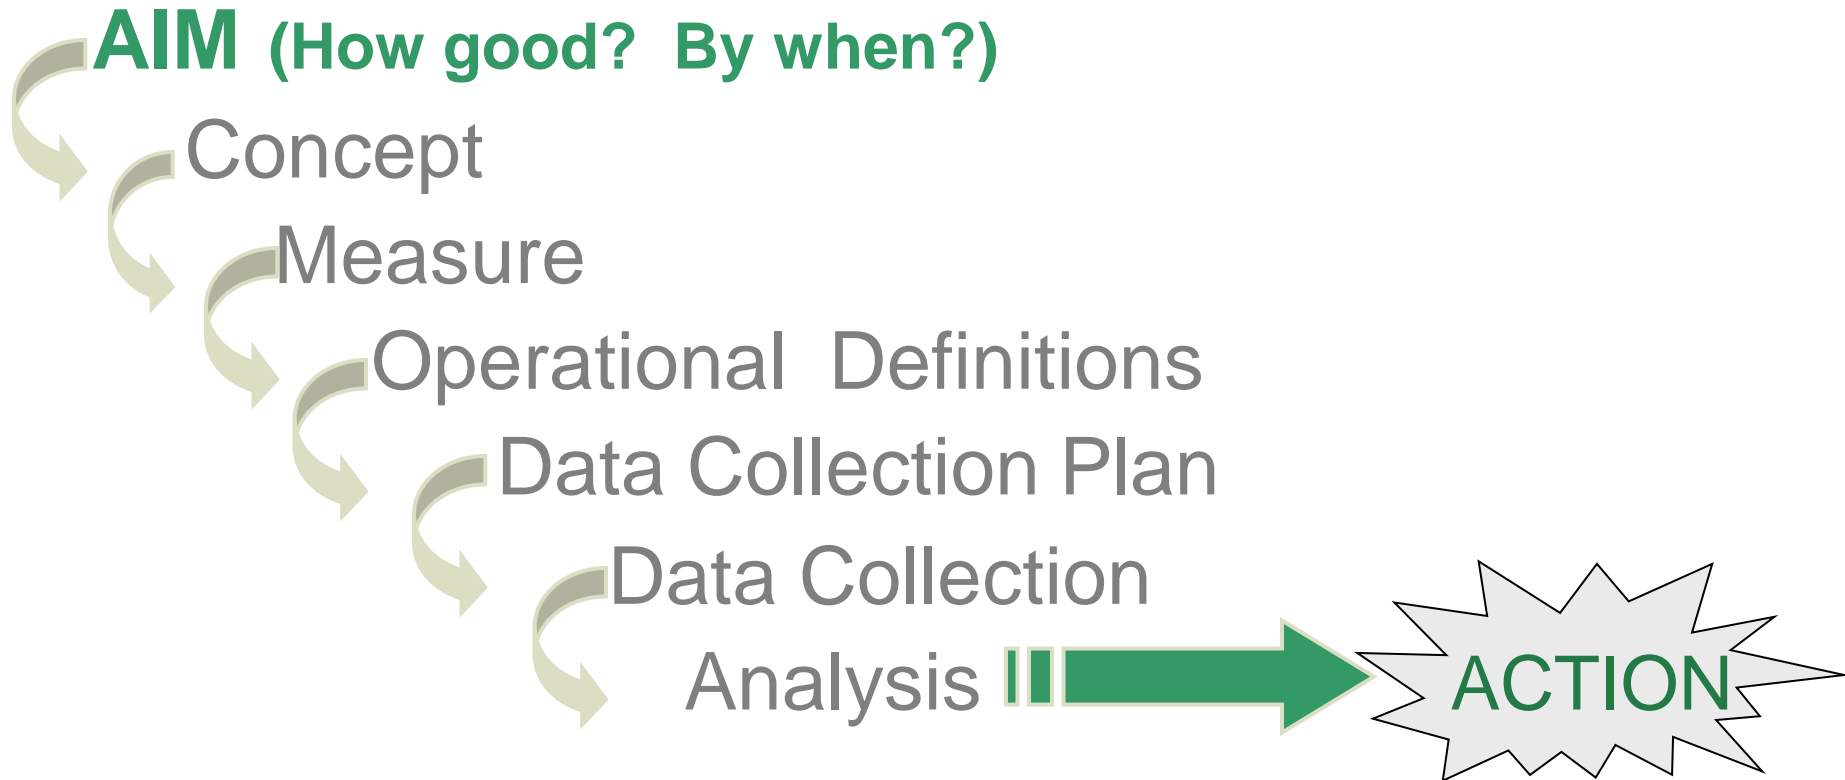 AIM (How good? By when?)
Concept
Measure
Operational Definitions
Data Collection Plan
Data Collection
Analysis
ACTION